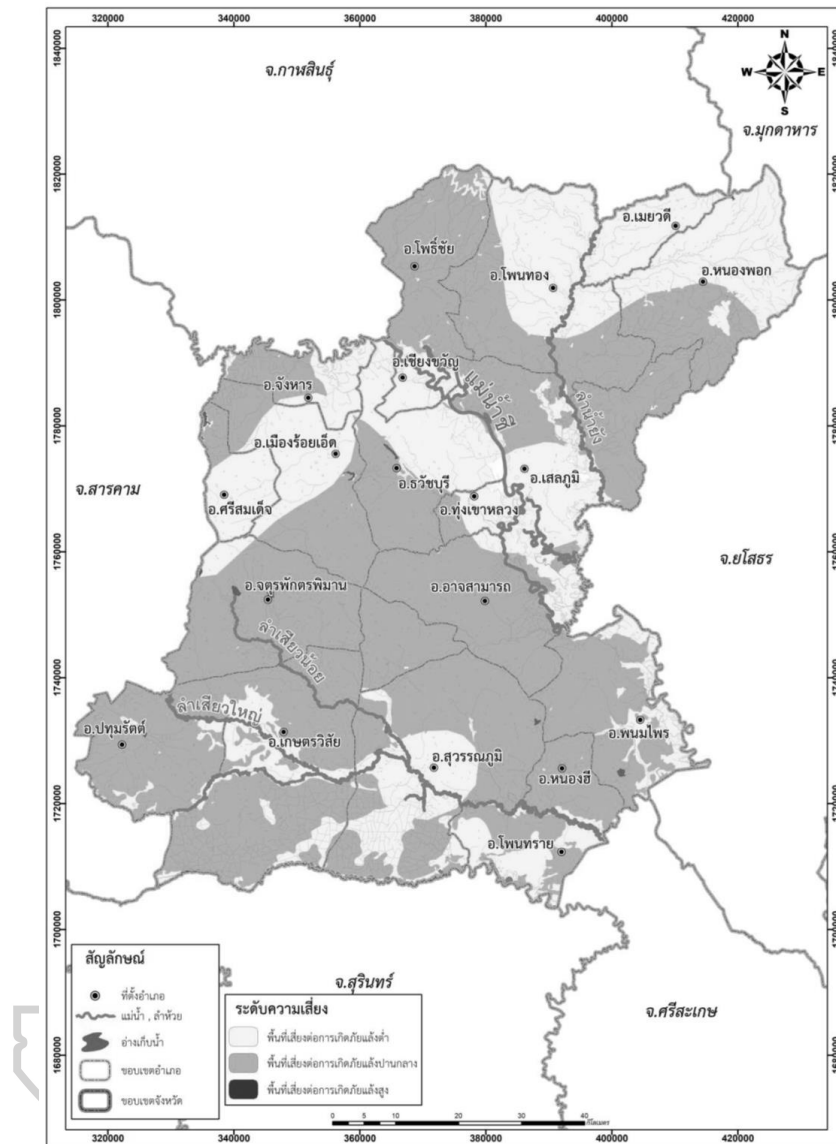 320000 340000 360000 380000 400000 420000
1840000 1840000
N
W E
S
จ.กาฬสินธุ์
จ.มุกดาหาร
1820000 1820000
อ.เมยวดี
อ.โพธิ์ชัย
อ.โพนทอง
อ.หนองพอก
1800000 1800000
อ.เชียงขวัญ
แม่น้ำชี
อ.จังหาร
ลำน้ำยัง
1780000 1780000
อ.เมืองร้อยเอ็ด
อ.ธวัชบุรี
อ.เสลภูมิ
จ.สารคาม
อ.ศรีสมเด็จ
อ.ทุ่งเขาหลวง
1760000 1760000
จ.ยโสธร
อ.จตุรพักตรพิมาน
อ.อาจสามารถ
ลำเสียวน้อย
1740000 1740000
ลำเสียวใหญ่
อ.ปทุมรัตต์
อ.เกษตรวิสัย
อ.พนมไพร
อ.สุวรรณภูมิ
อ.หนองฮี
1720000 1720000
อ.โพนทราย
1700000 1700000
สัญลักษณ์
ที่ตั้งอำเภอ
แม่น้ำ , ลำห้วย
อ่างเก็บน้ำ
ขอบเขตอำเภอ
ขอบเขตจังหวัด
จ.สุรินทร์
จ.ศรีสะเกษ
ระดับความเสี่ยง
พื้นที่เสี่ยงต่อการเกิดภัยแล้งต่ำ
พื้นที่เสี่ยงต่อการเกิดภัยแล้งปานกลาง
พื้นที่เสี่ยงต่อการเกิดภัยแล้งสูง
1680000 1680000
0 5 10 20 30 40
กิโลเมตร
320000 340000 360000 380000 400000 420000